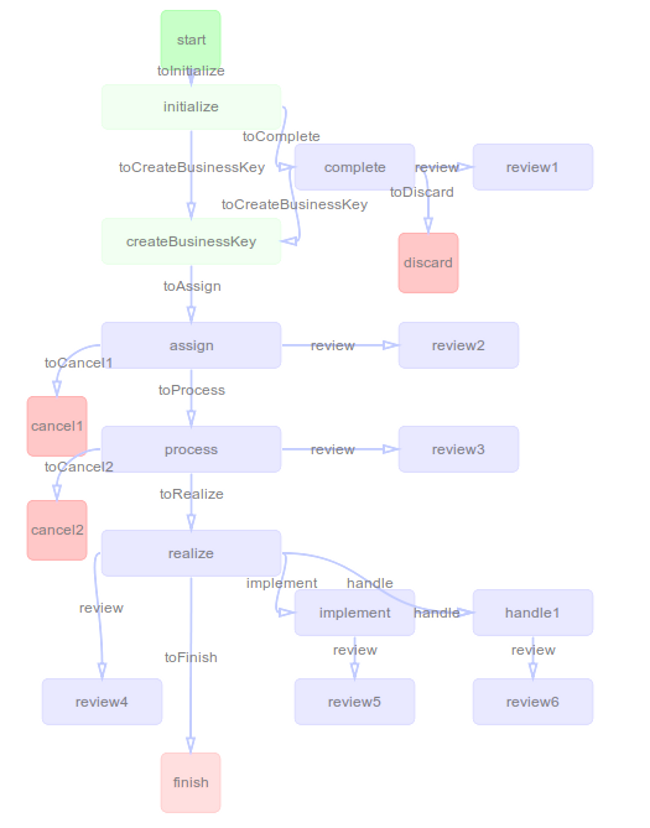 start
toInitialize
initialize
toComplete
toCreateBusinessKey
complete
review
review1
toDiscard
toCreateBusinessKey
createBusinessKey
discard
toAssign
assign
review
review2
toCancel1
toProcess
cancel1
process
review
review3
toCancel2
toRealize
cancel2
realize
implement
handle
review
implement
handle
handle1
review
review
toFinish
review4
review5
review6
finish